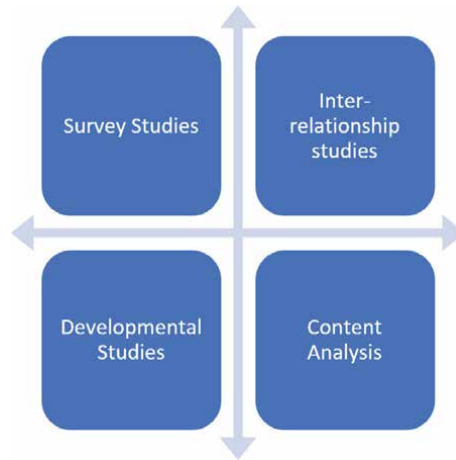 Survey Studies
Inter-
relationship
studies
Developmental
Studies
Content
Analysis